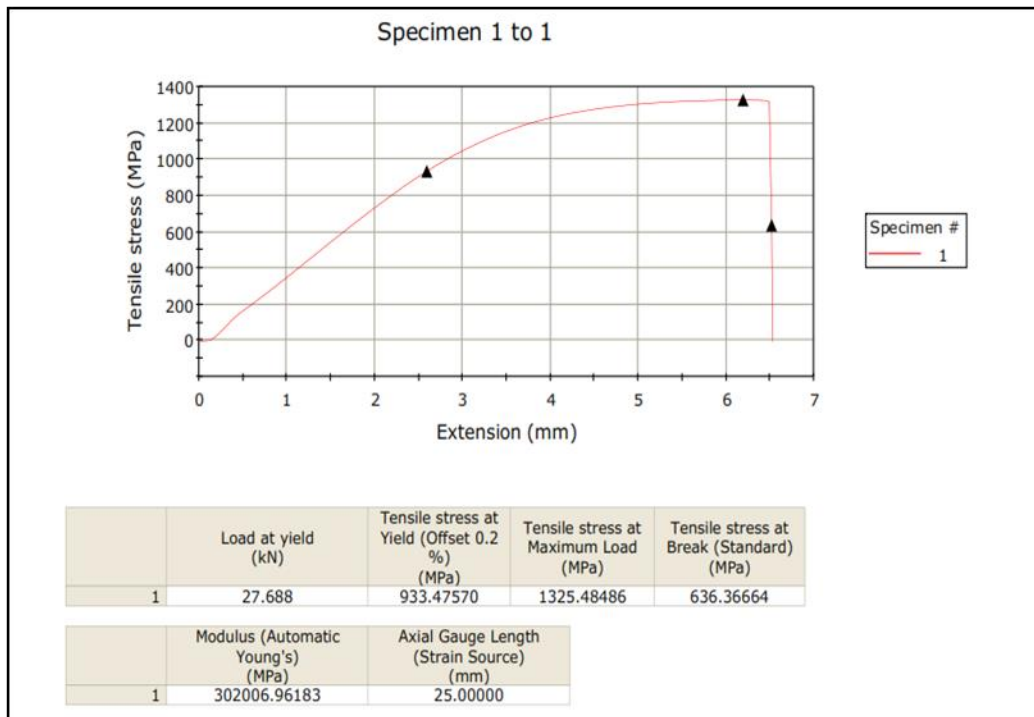 Specimen 1 to 1
Tensile stress (MPa)
1400
1200
1000
800
600
400
200
0
0 1 2 3 4 5 6 7
Extension (mm)
Specimen #
1
Load at yield
(kN)
Tensile stress at
Yield (Offset 0.2
%)
(MPa)
Tensile stress at
Maximum Load
(MPa)
Tensile stress at
Break (Standard)
(MPa)
1 27.688 933.47570 1325.48486 636.36664
Modulus (Automatic
Young's)
(MPa)
Axial Gauge Length
(Strain Source)
(mm)
1 302006.96183 25.00000